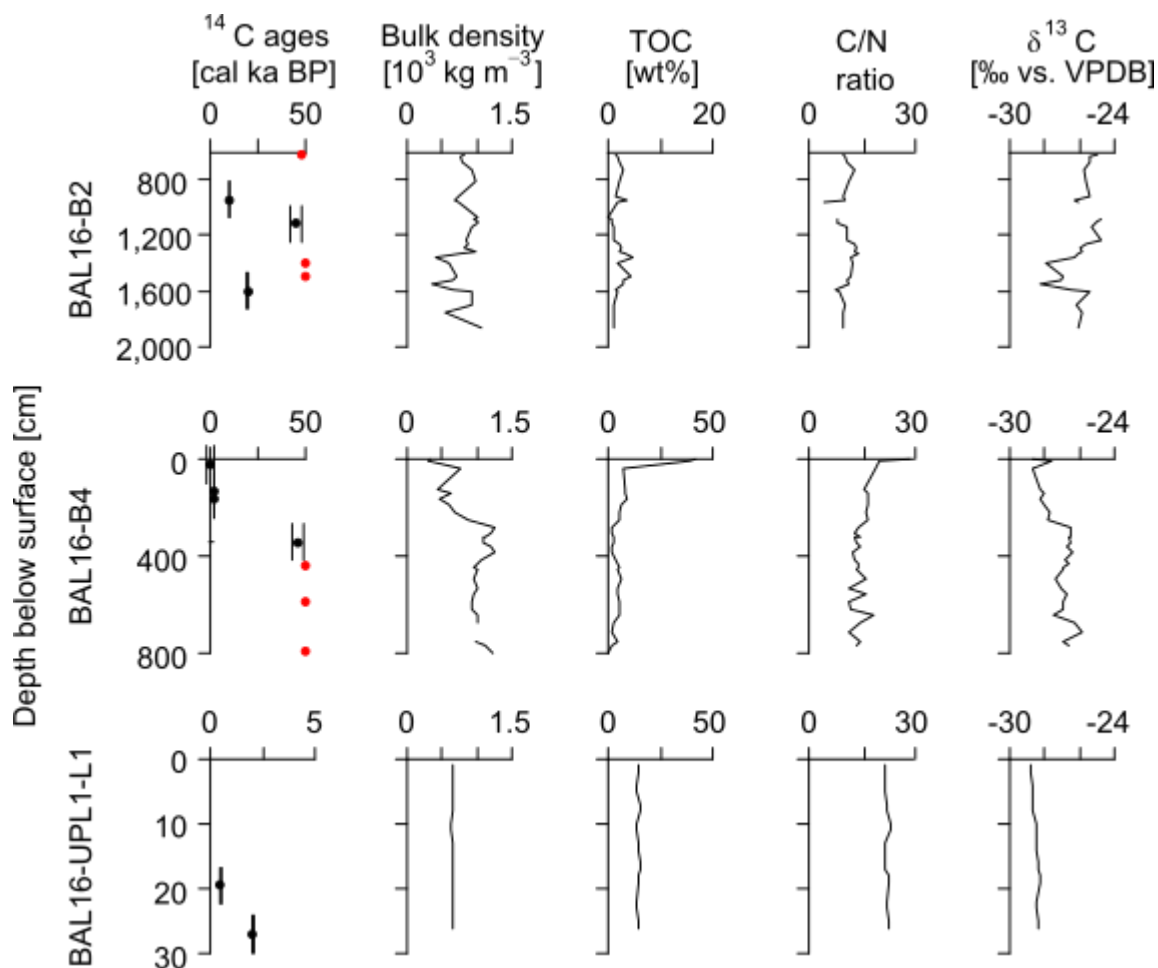 14 C ages
[cal ka BP]
Bulk density
[10³ kg m⁻³]
TOC
[wt%]
C/N
ratio
δ¹³ C
[‰ vs. VPDB]
0 50 0 1.5 0 20 0 30 -30 -24
BAL16-B2
800
1,200
1,600
2,000
Depth below surface [cm]
0 50 0 1.5 0 50 0 30 -30 -24
BAL16-B4
0
400
800
0 5 0 1.5 0 50 0 30 -30 -24
BAL16-UPL1-L1
0
10
20
30